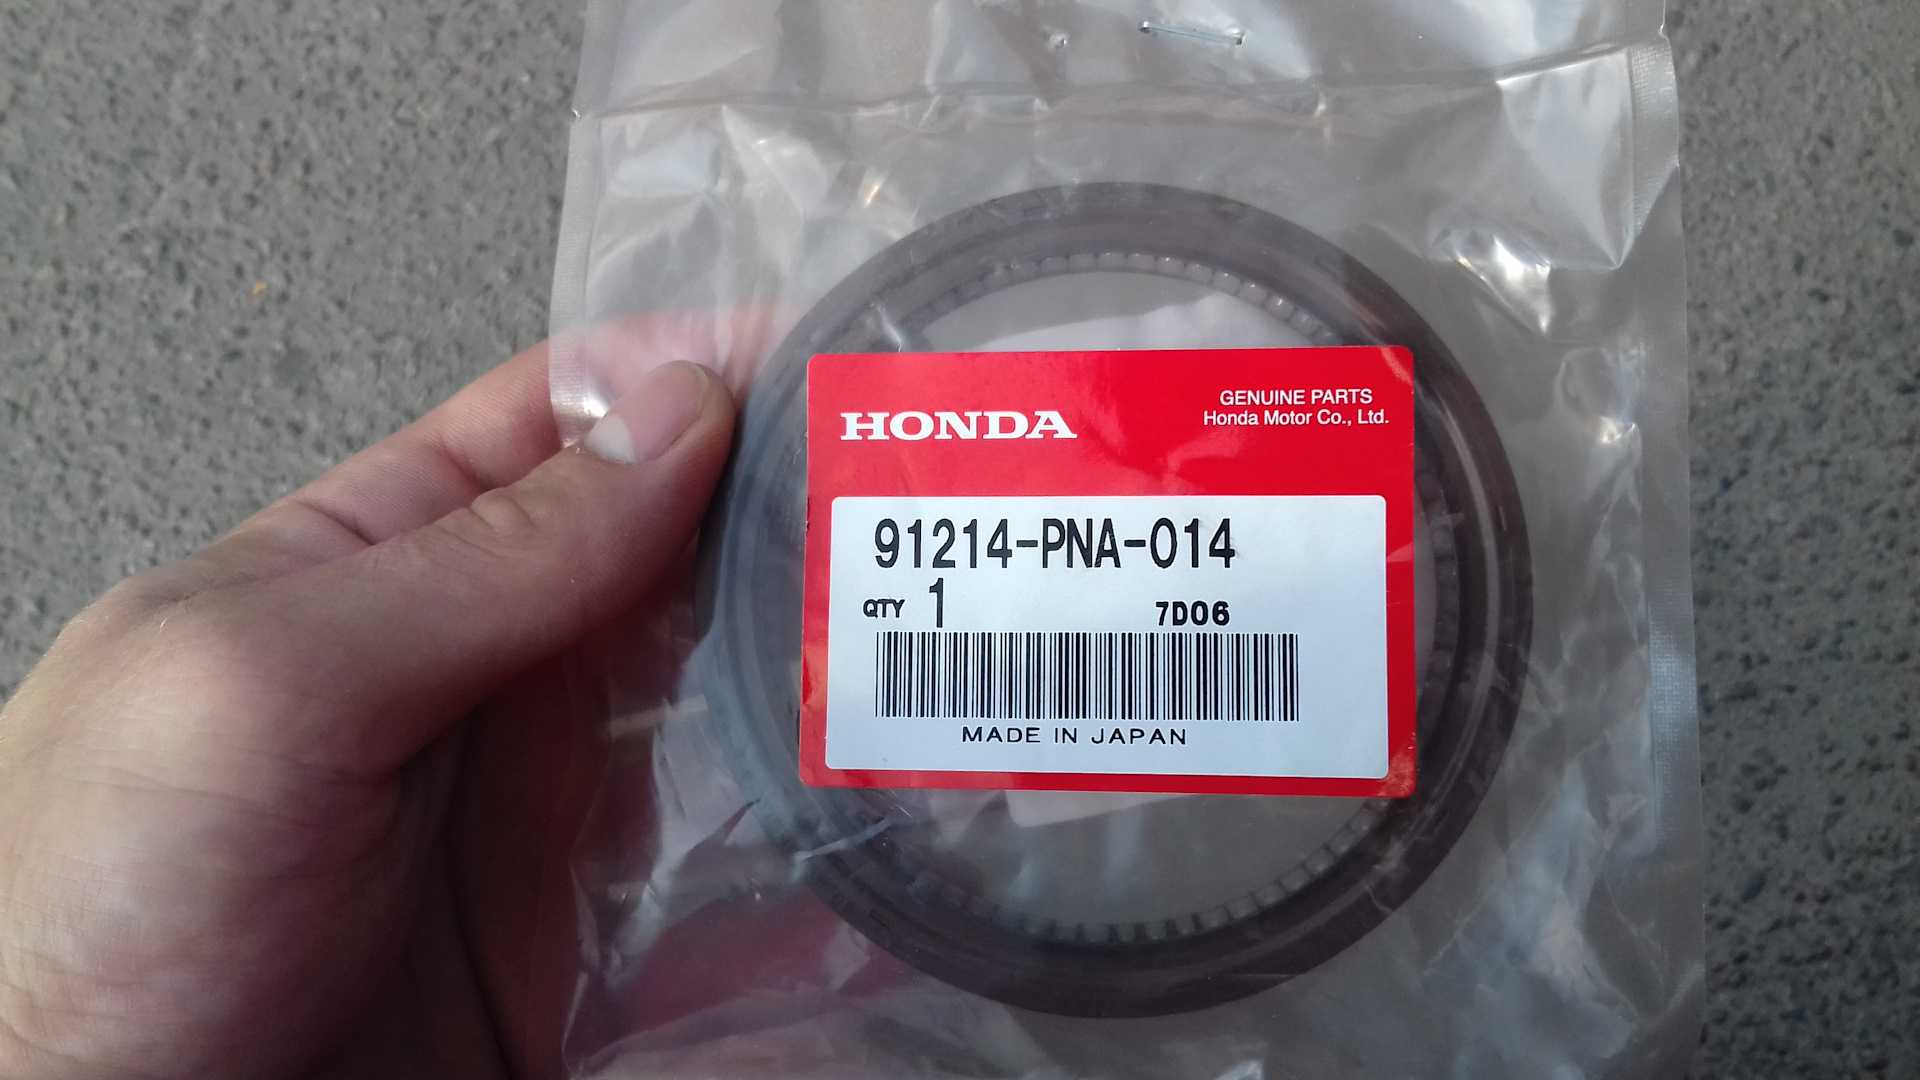 HONDA
GENUINE PARTS
Honda Motor Co., Ltd.
91214-PNA-014
QTY 1 7D06
MADE IN JAPAN